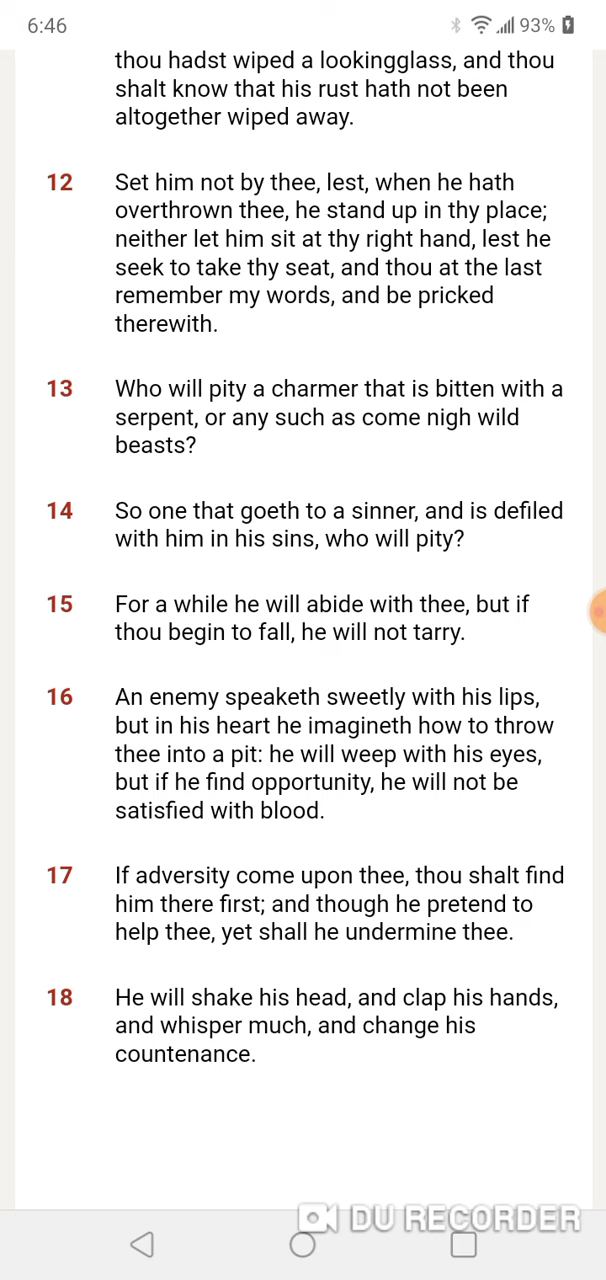 6:46
93%
thou hadst wiped a lookingglass, and thou
shalt know that his rust hath not been
altogether wiped away.
12 Set him not by thee, lest, when he hath
overthrown thee, he stand up in thy place;
neither let him sit at thy right hand, lest he
seek to take thy seat, and thou at the last
remember my words, and be pricked
therewith.
13 Who will pity a charmer that is bitten with a
serpent, or any such as come nigh wild
beasts?
14 So one that goeth to a sinner, and is defiled
with him in his sins, who will pity?
15 For a while he will abide with thee, but if
thou begin to fall, he will not tarry.
16 An enemy speaketh sweetly with his lips,
but in his heart he imagineth how to throw
thee into a pit: he will weep with his eyes,
but if he find opportunity, he will not be
satisfied with blood.
17 If adversity come upon thee, thou shalt find
him there first; and though he pretend to
help thee, yet shall he undermine thee.
18 He will shake his head, and clap his hands,
and whisper much, and change his
countenance.
DU RECORDER